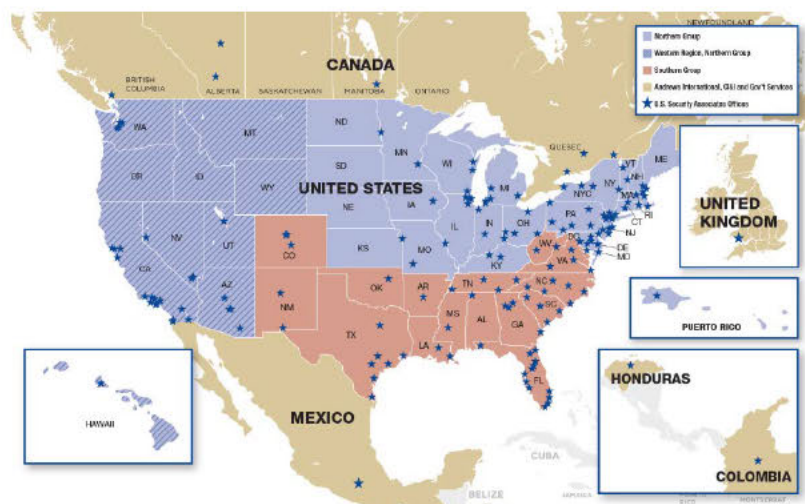 NEWFOUNDLAND
Northern Group
Western Region, Northern Group
Southern Group
Andrews International, C&I and Gov't Services
U.S. Security Associates Offices
CANADA
BRITISH
COLUMBIA
ALBERTA
SASKATCHEWAN
MANITOBA
ONTARIO
QUEBEC
WA
MT
ND
MN
WI
MI
VT
ME
NH
NY
MA
NYC
OR
ID
WY
SD
UNITED STATES
IA
NE
IL
IN
OH
PA
RI
CT
NJ
DE
MD
DC
NV
UT
CO
KS
MO
KY
WV
VA
CA
AZ
NM
OK
AR
TN
NC
SC
TX
LA
MS
AL
GA
FL
UNITED
KINGDOM
PUERTO RICO
HAWAII
MEXICO
HONDURAS
CUBA
JAMAICA
BELIZE
COLOMBIA
RICO
MONTSERRAT